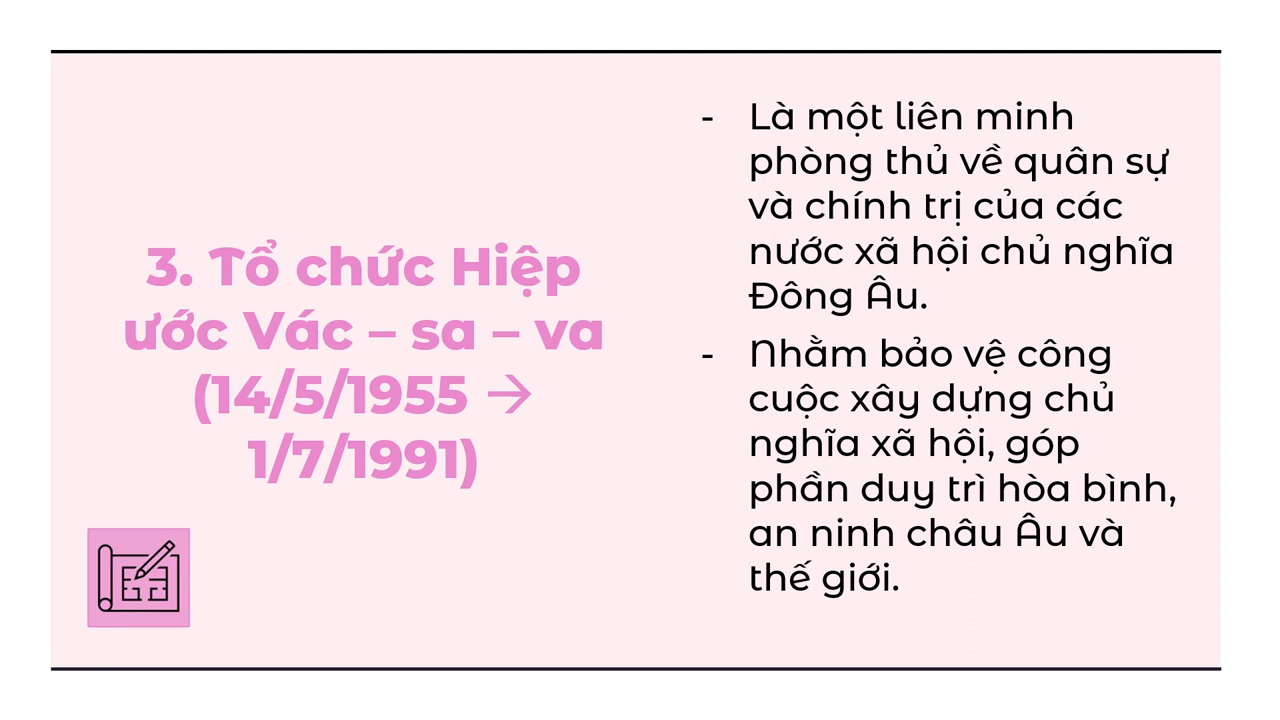 3. Tổ chức Hiệp
ước Vác – sa – va
(14/5/1955 →
1/7/1991)
- Là một liên minh
phòng thủ về quân sự
và chính trị của các
nước xã hội chủ nghĩa
Đông Âu.
- Nhằm bảo vệ công
cuộc xây dựng chủ
nghĩa xã hội, góp
phần duy trì hòa bình,
an ninh châu Âu và
thế giới.